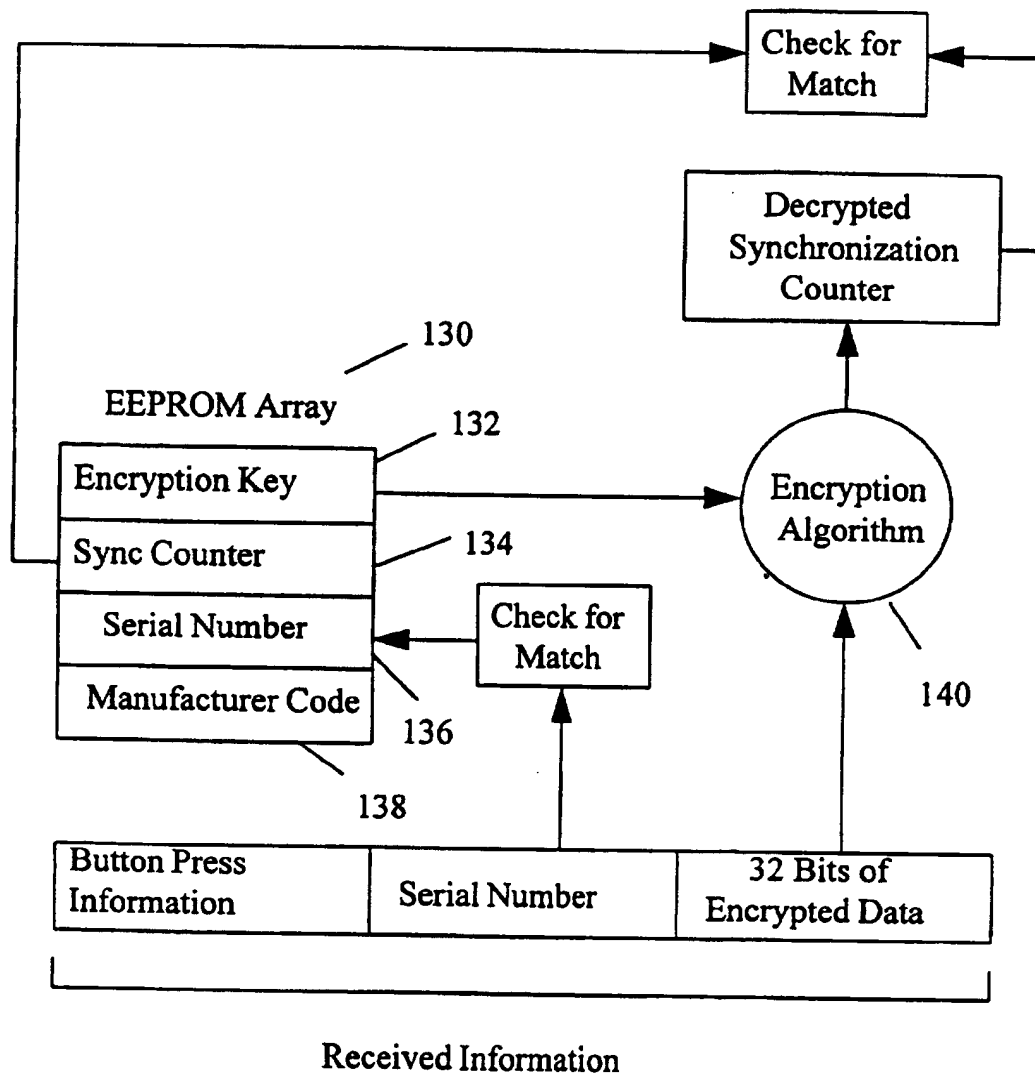 Check for
Match
Decrypted
Synchronization
Counter
130
EEPROM Array
132
Encryption Key
Encryption
Algorithm
Sync Counter
134
Check for
Match
Serial Number
Manufacturer Code
136
140
138
Button Press
Information
Serial Number
32 Bits of
Encrypted Data
Received Information